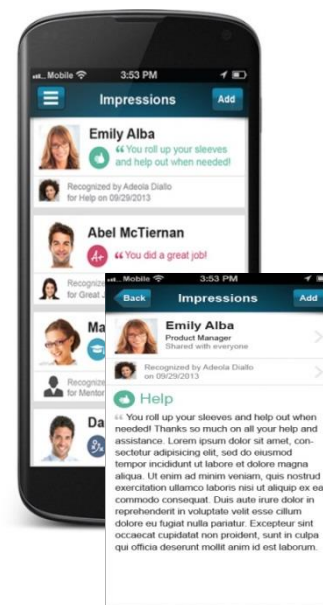 Mobile 3:53 PM
Impressions Add
Emily Alba
“ You roll up your sleeves
and help out when needed!
Recognized by Adeola Diallo
for Help on 09/29/2013
Abel McTiernan
A+ “ You did a great job!
Recogniz
for Great J
Ma
Recognize
for Mentor
Da
Mobile 3:53 PM
Back Impressions Add
Emily Alba
Product Manager
Shared with everyone
Recognized by Adeola Diallo
on 09/29/2013
Help
“ You roll up your sleeves and help out when
needed! Thanks so much on all your help and
assistance. Lorem ipsum dolor sit amet, con-
sectetur adipisicing elit, sed do eiusmod
tempor incididunt ut labore et dolore magna
aliqua. Ut enim ad minim veniam, quis nostrud
exercitation ullamco laboris nisi ut aliquip ex ea
commodo consequat. Duis aute irure dolor in
reprehenderit in voluptate velit esse cillum
dolore eu fugiat nulla pariatur. Excepteur sint
occaecat cupidatat non proident, sunt in culpa
qui officia deserunt mollit anim id est laborum.